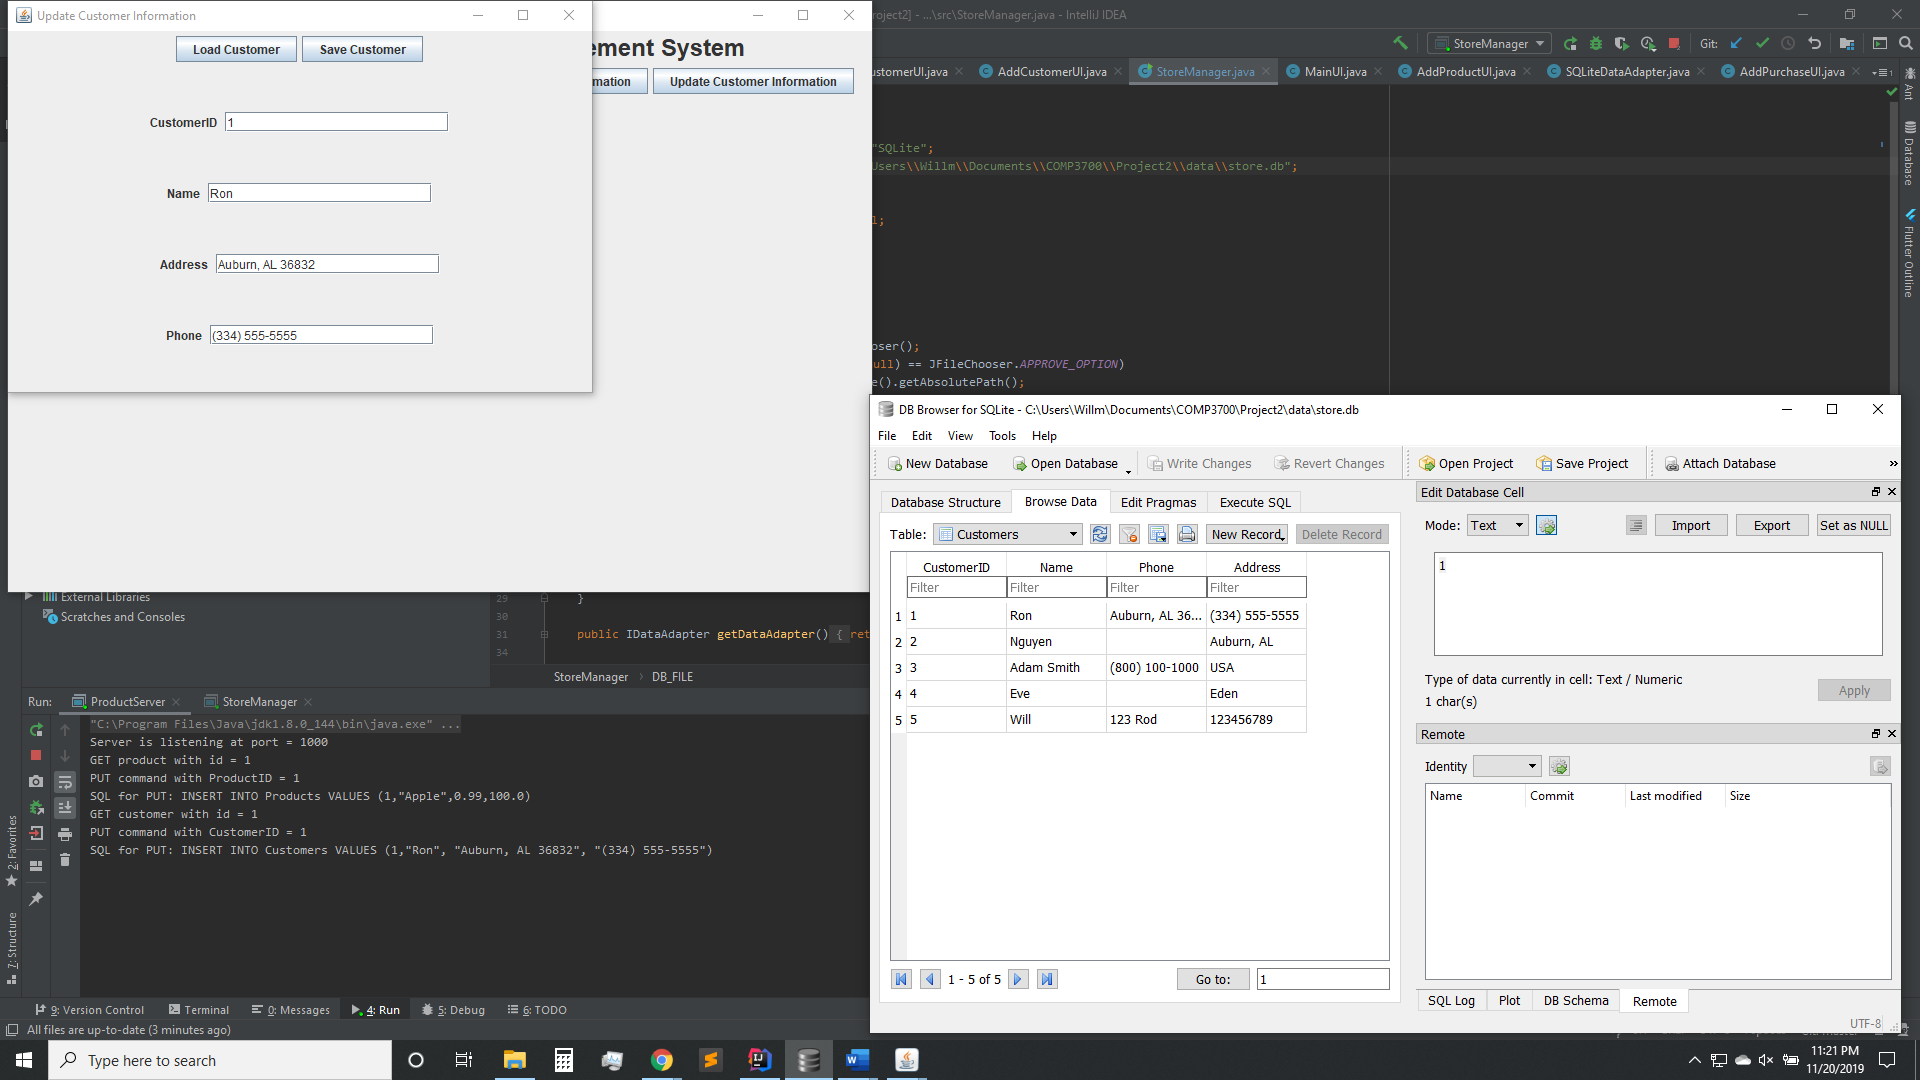 Update Customer Information
Load Customer
Save Customer
CustomerID 1
Name Ron
Address Auburn, AL 36832
Phone (334) 555-5555
ement System
mation
Update Customer Information
roject2] - ...\src\StoreManager.java - IntelliJ IDEA
StoreManager
Git:
ustomerUI.java
AddCustomerUI.java
StoreManager.java
MainUI.java
AddProductUI.java
SQLiteDataAdapter.java
AddPurchaseUI.java
"SQLite";
Users\\Willm\\Documents\\COMP3700\\Project2\\data\\store.db";
l;
oser();
ull) == JFileChooser.APPROVE_OPTION)
e().getAbsolutePath();
Ant
Database
Flutter Outline
DB Browser for SQLite - C:\Users\Willm\Documents\COMP3700\Project2\data\store.db
File Edit View Tools Help
New Database
Open Database
Write Changes
Revert Changes
Open Project
Save Project
Attach Database
»
Database Structure
Browse Data
Edit Pragmas
Execute SQL
Table: Customers
New Record
Delete Record
CustomerID Name Phone Address
Filter Filter Filter Filter
1 1 Ron Auburn, AL 36... (334) 555-5555
2 2 Nguyen Auburn, AL
3 3 Adam Smith (800) 100-1000 USA
4 4 Eve Eden
5 5 Will 123 Rod 123456789
1 - 5 of 5
Go to: 1
Edit Database Cell
Mode: Text
Import
Export
Set as NULL
1
Type of data currently in cell: Text / Numeric
1 char(s)
Apply
Remote
Identity
Name Commit Last modified Size
SQL Log
Plot
DB Schema
Remote
UTF-8
External Libraries
Scratches and Consoles
29 }
30
31 public IDataAdapter getDataAdapter() { ret
34
StoreManager › DB_FILE
Run: ProductServer StoreManager
"C:\Program Files\Java\jdk1.8.0_144\bin\java.exe" ...
Server is listening at port = 1000
GET product with id = 1
PUT command with ProductID = 1
SQL for PUT: INSERT INTO Products VALUES (1,"Apple",0.99,100.0)
GET customer with id = 1
PUT command with CustomerID = 1
SQL for PUT: INSERT INTO Customers VALUES (1,"Ron", "Auburn, AL 36832", "(334) 555-5555")
2: Favorites
7: Structure
9: Version Control
Terminal
0: Messages
4: Run
5: Debug
6: TODO
All files are up-to-date (3 minutes ago)
Type here to search
11:21 PM
11/20/2019